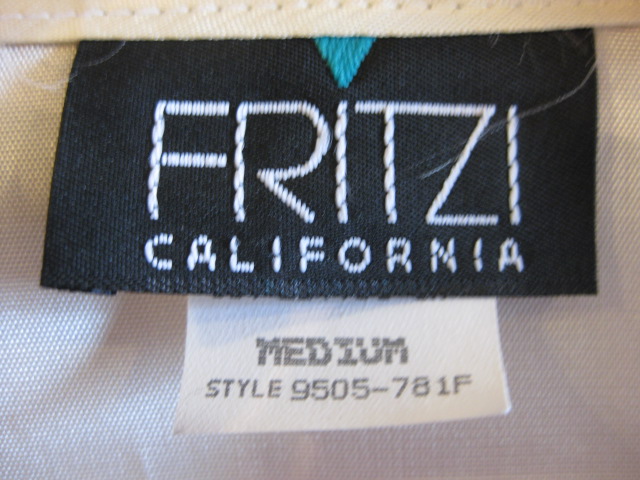 FRITZI
CALIFORNIA
MEDIUM
STYLE 9505-781F